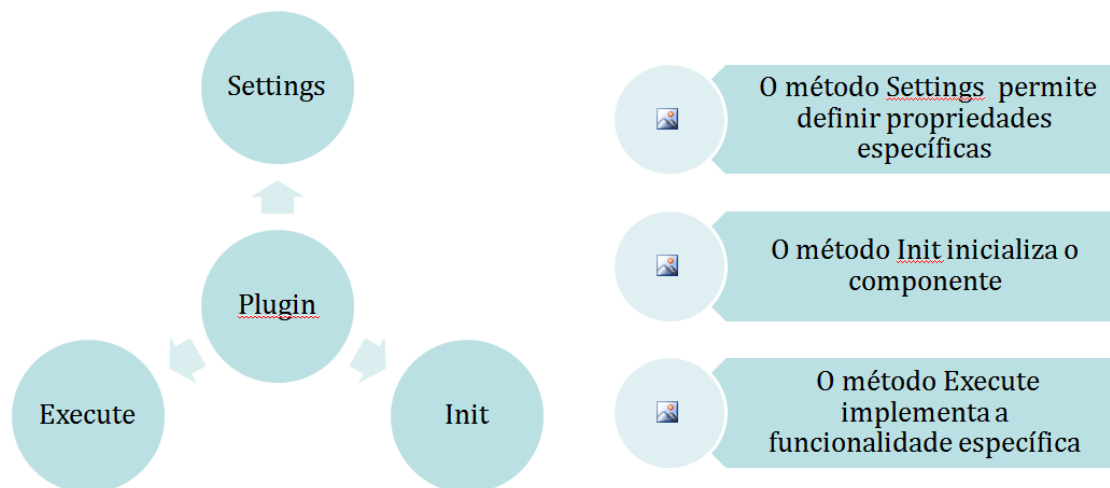 Settings
Plugin
Execute
Init
O método Settings permite
definir propriedades
específicas
O método Init inicializa o
componente
O método Execute
implementa a
funcionalidade específica